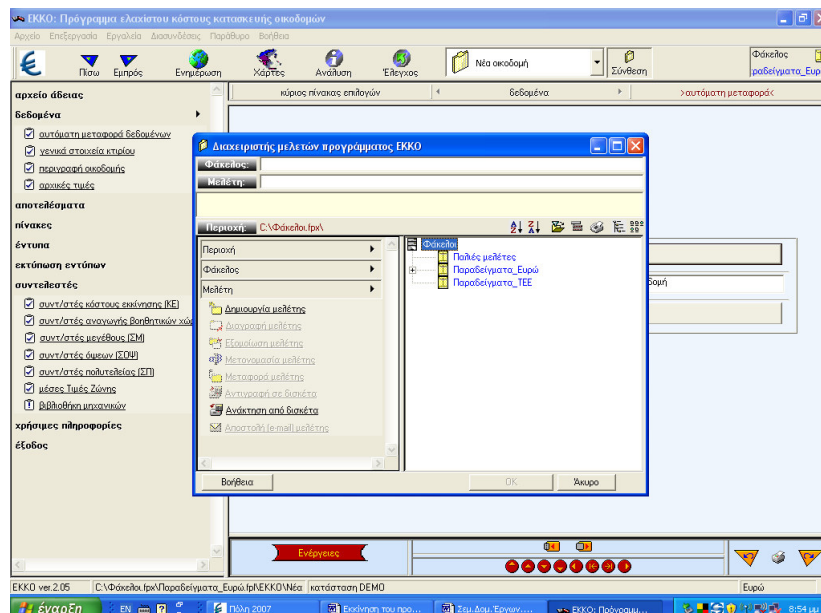 ΕΚΚΟ: Πρόγραμμα ελαχίστου κόστους κατασκευής οικοδομών
Αρχείο Επεξεργασία Εργαλεία Διασυνδέσεις Παράθυρο Βοήθεια
Πίσω Εμπρός Ενημέρωση Χάρτες Ανάλυση Έλεγχος Νέα οικοδομή Σύνθεση Φάκελος
ραδείγματα_Ευρ
αρχείο άδειας
κύριος πίνακας επιλογών δεδομένα >αυτόματη μεταφορά<
δεδομένα
αυτόματη μεταφορά δεδομένων
γενικά στοιχεία κτιρίου
περιγραφή οικοδομής
αρχικές τιμές
αποτελέσματα
πίνακες
έντυπα
εκτύπωση εντύπων
συντελεστές
συντ/στές κόστους εκκίνησης (ΚΕ)
συντ/στές αναγωγής βοηθητικών χώ
συντ/στές μεγέθους (ΣΜ)
συντ/στές όψεων (ΣΟΨ)
συντ/στές πολυτελείας (ΣΠ)
μέσες Τιμές Ζώνης
βιβλιοθήκη μηχανικών
χρήσιμες πληροφορίες
έξοδος
Διαχειριστής μελετών προγράμματος ΕΚΚΟ
Φάκελος:
Μελέτη:
Περιοχή: C:\Φάκελοι.fpx\
Περιοχή
Φάκελος
Μελέτη
Δημιουργία μελέτης
Διαγραφή μελέτης
Εξομοίωση μελέτης
Μετονομασία μελέτης
Μεταφορά μελέτης
Αντιγραφή σε δισκέτα
Ανάκτηση από δισκέτα
Αποστολή (e-mail) μελέτης
Φάκελοι
Παλιές μελέτες
Παραδείγματα_Ευρώ
Παραδείγματα_ΤΕΕ
δομή
Βοήθεια OK Άκυρο
Ενέργειες
ΕΚΚΟ ver.2.05 C:\Φάκελοι.fpx\Παραδείγματα_Ευρώ.fpl\ΕΚΚΟ\Νέα κατάσταση DEMO Ευρώ
έναρξη EN Πόλη 2007 Εκκίνηση του προ... Σεμ.Δομ.Έργων.... ΕΚΚΟ: Πρόγραμμ... 8:54 μμ